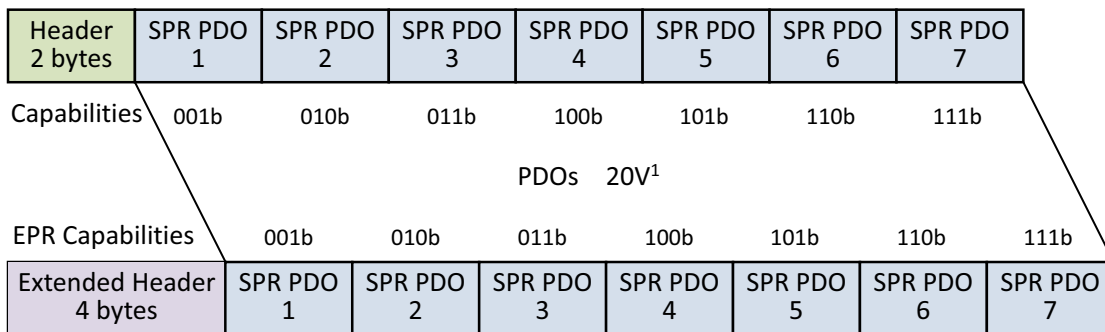 Header 2 bytes SPR PDO 1 SPR PDO 2 SPR PDO 3 SPR PDO 4 SPR PDO 5 SPR PDO 6 SPR PDO 7
Capabilities 001b 010b 011b 100b 101b 110b 111b
PDOs 20V¹
EPR Capabilities 001b 010b 011b 100b 101b 110b 111b
Extended Header 4 bytes SPR PDO 1 SPR PDO 2 SPR PDO 3 SPR PDO 4 SPR PDO 5 SPR PDO 6 SPR PDO 7